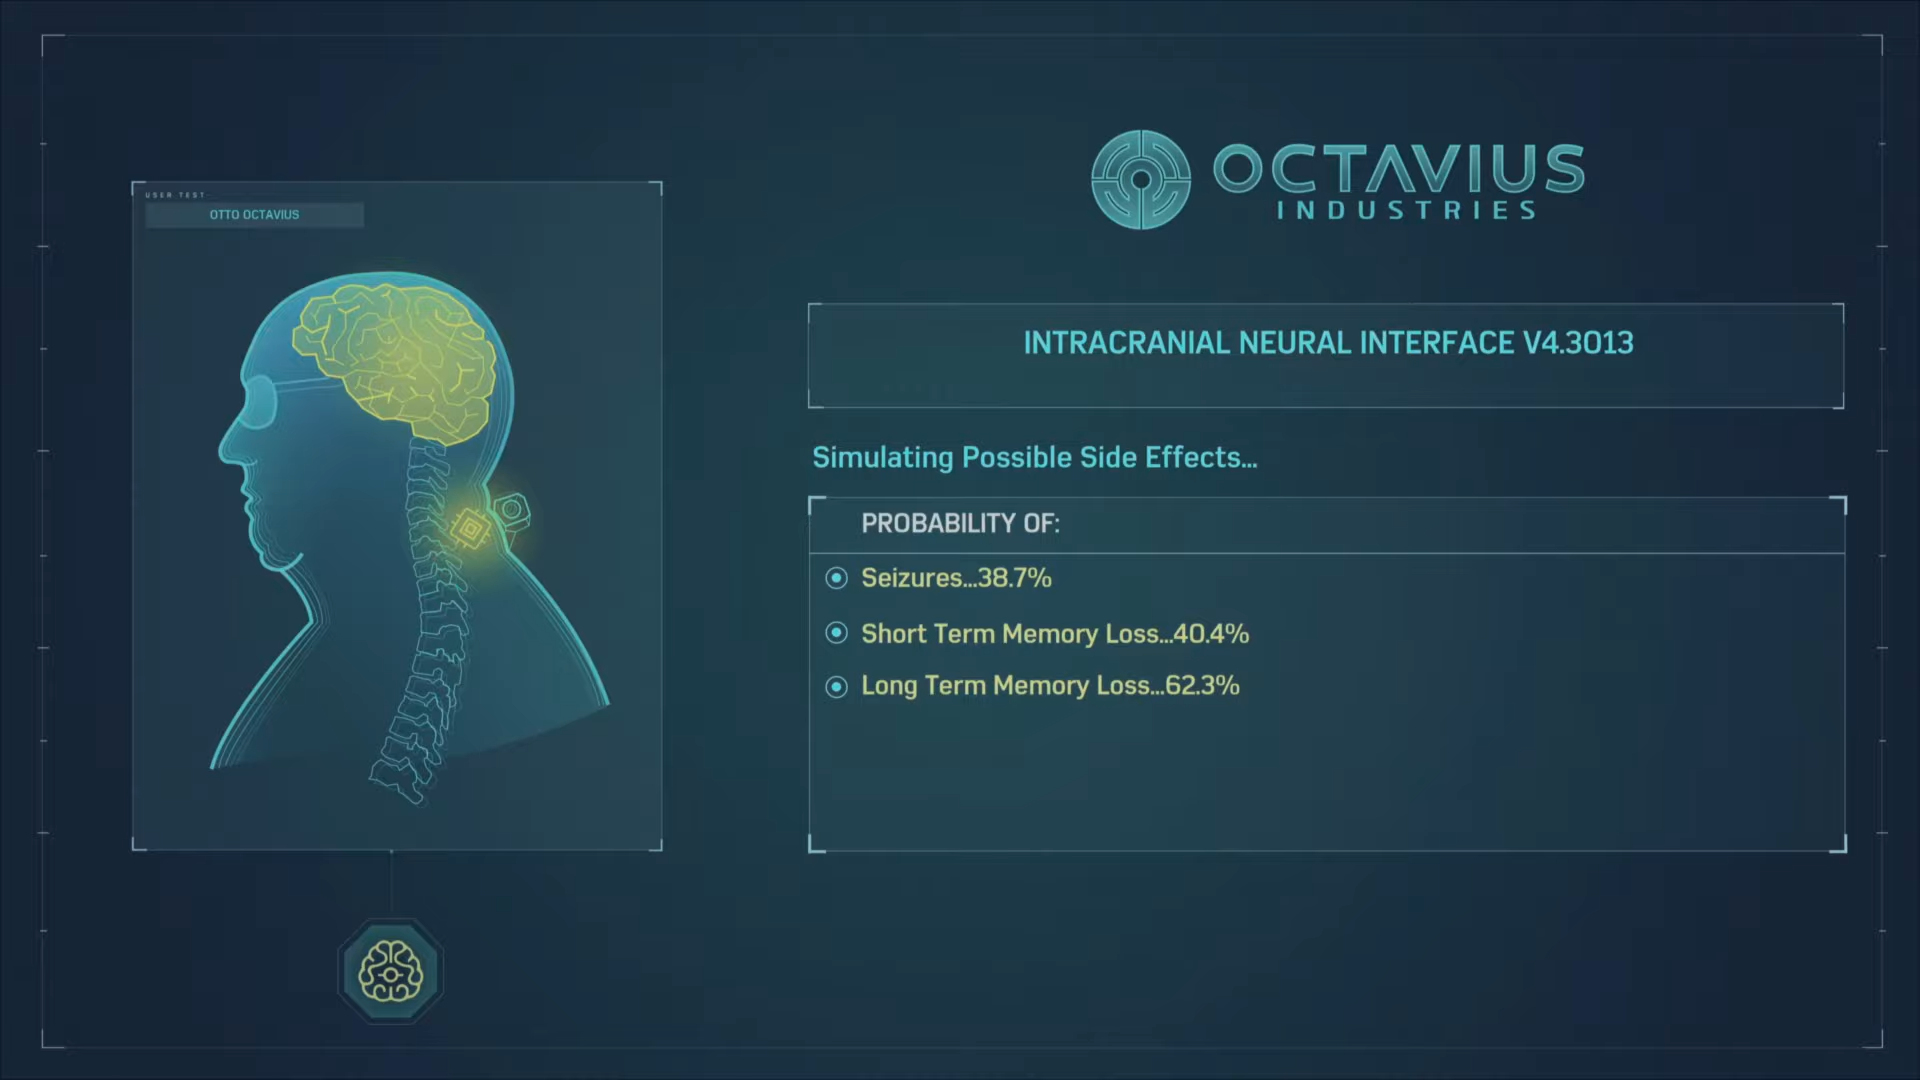 USER TEST
OTTO OCTAVIUS
OCTAVIUS
INDUSTRIES
INTRACRANIAL NEURAL INTERFACE V4.3013
Simulating Possible Side Effects...
PROBABILITY OF:
Seizures...38.7%
Short Term Memory Loss...40.4%
Long Term Memory Loss...62.3%